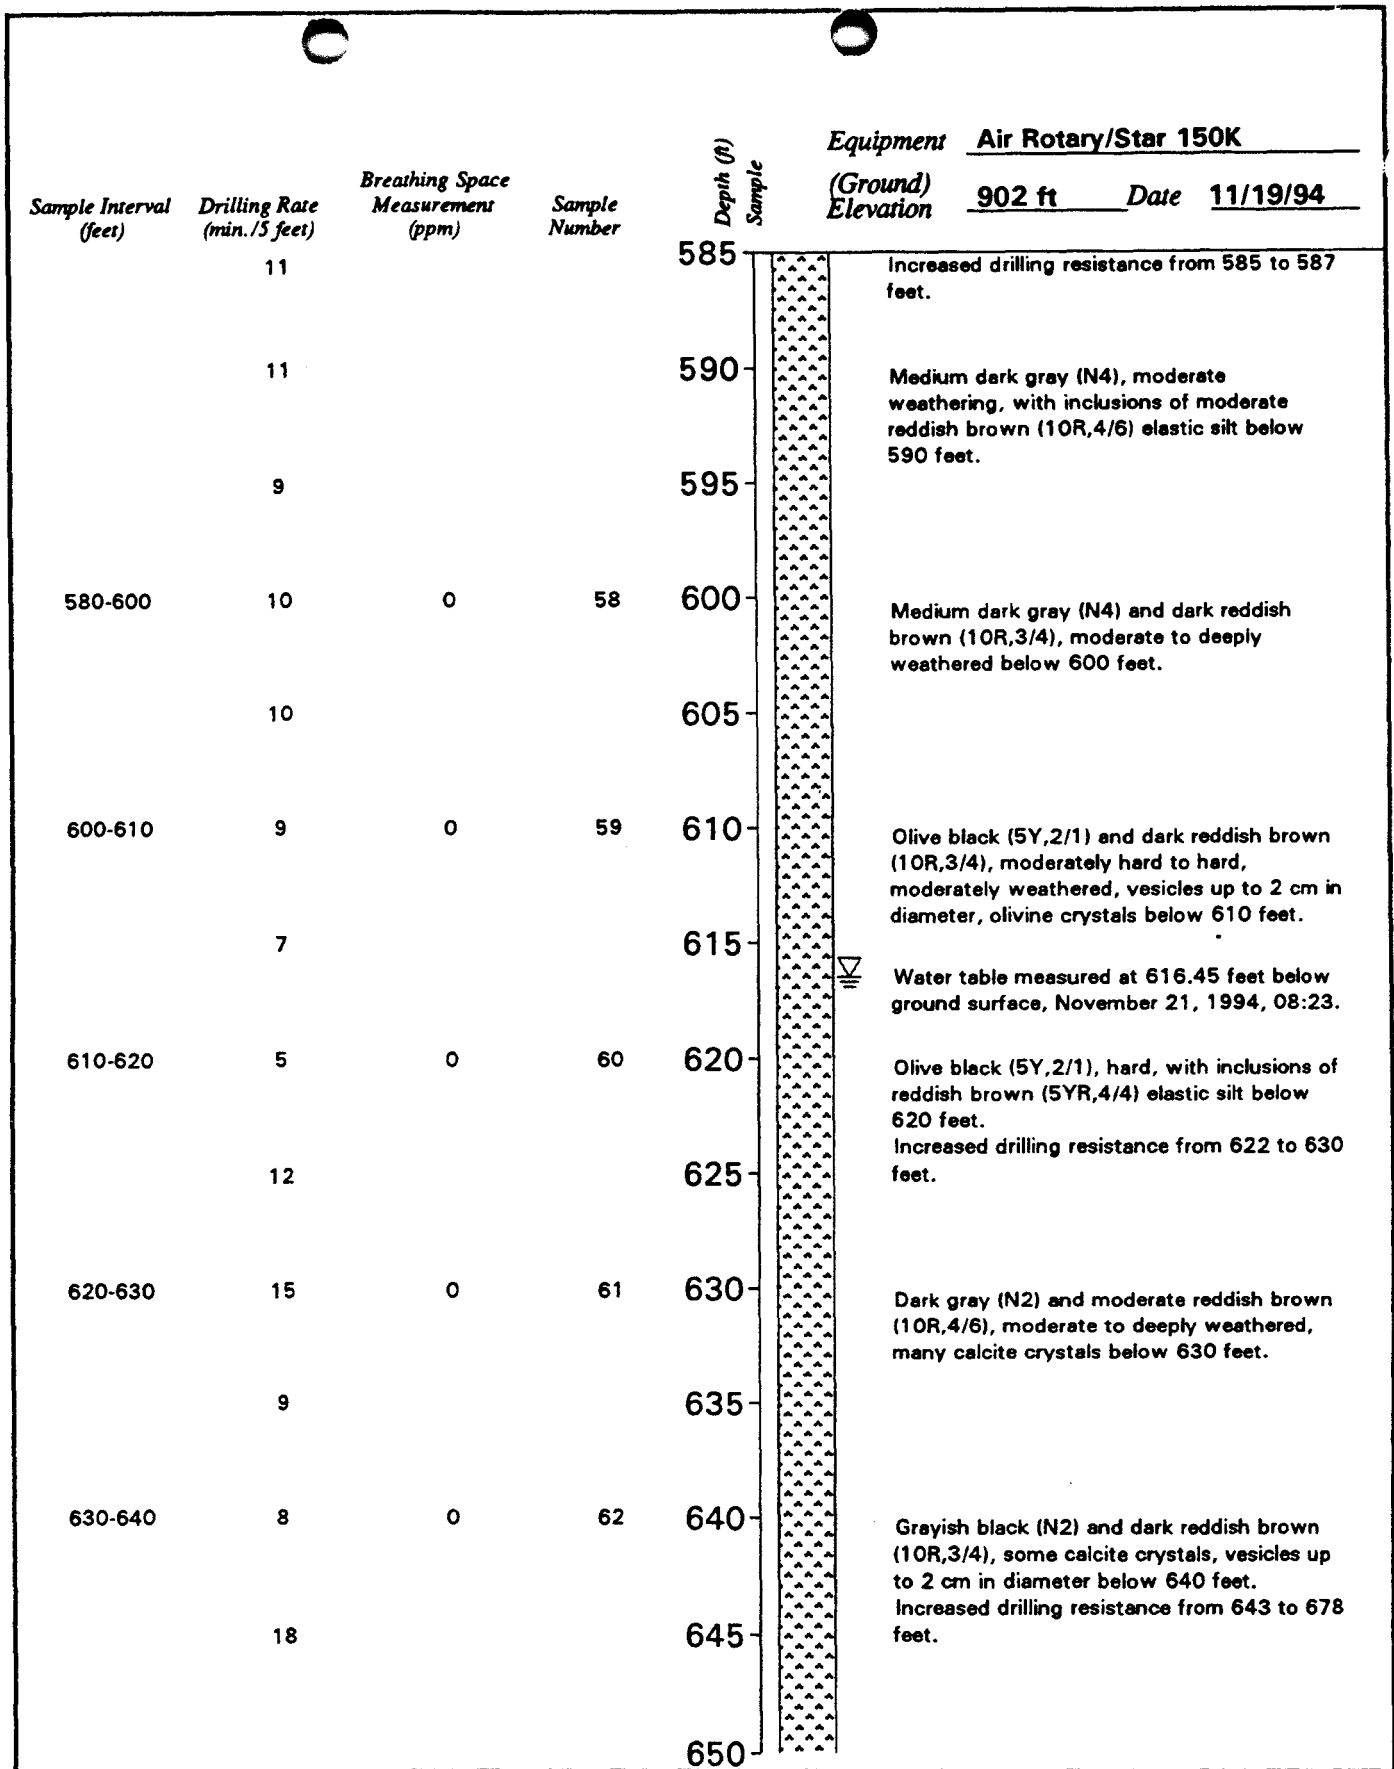 Equipment Air Rotary/Star 150K
(Ground)
Elevation 902 ft Date 11/19/94
Sample Interval
(feet)
Drilling Rate
(min./5 feet)
Breathing Space
Measurement
(ppm)
Sample
Number
Depth (ft)
Sample
11 585 Increased drilling resistance from 585 to 587
feet.
11 590 Medium dark gray (N4), moderate
weathering, with inclusions of moderate
reddish brown (10R,4/6) elastic silt below
590 feet.
9 595
580-600 10 0 58 600 Medium dark gray (N4) and dark reddish
brown (10R,3/4), moderate to deeply
weathered below 600 feet.
10 605
600-610 9 0 59 610 Olive black (5Y,2/1) and dark reddish brown
(10R,3/4), moderately hard to hard,
moderately weathered, vesicles up to 2 cm in
diameter, olivine crystals below 610 feet.
7 615
Water table measured at 616.45 feet below
ground surface, November 21, 1994, 08:23.
610-620 5 0 60 620 Olive black (5Y,2/1), hard, with inclusions of
reddish brown (5YR,4/4) elastic silt below
620 feet.
Increased drilling resistance from 622 to 630
feet.
12 625
620-630 15 0 61 630 Dark gray (N2) and moderate reddish brown
(10R,4/6), moderate to deeply weathered,
many calcite crystals below 630 feet.
9 635
630-640 8 0 62 640 Grayish black (N2) and dark reddish brown
(10R,3/4), some calcite crystals, vesicles up
to 2 cm in diameter below 640 feet.
Increased drilling resistance from 643 to 678
feet.
18 645
650